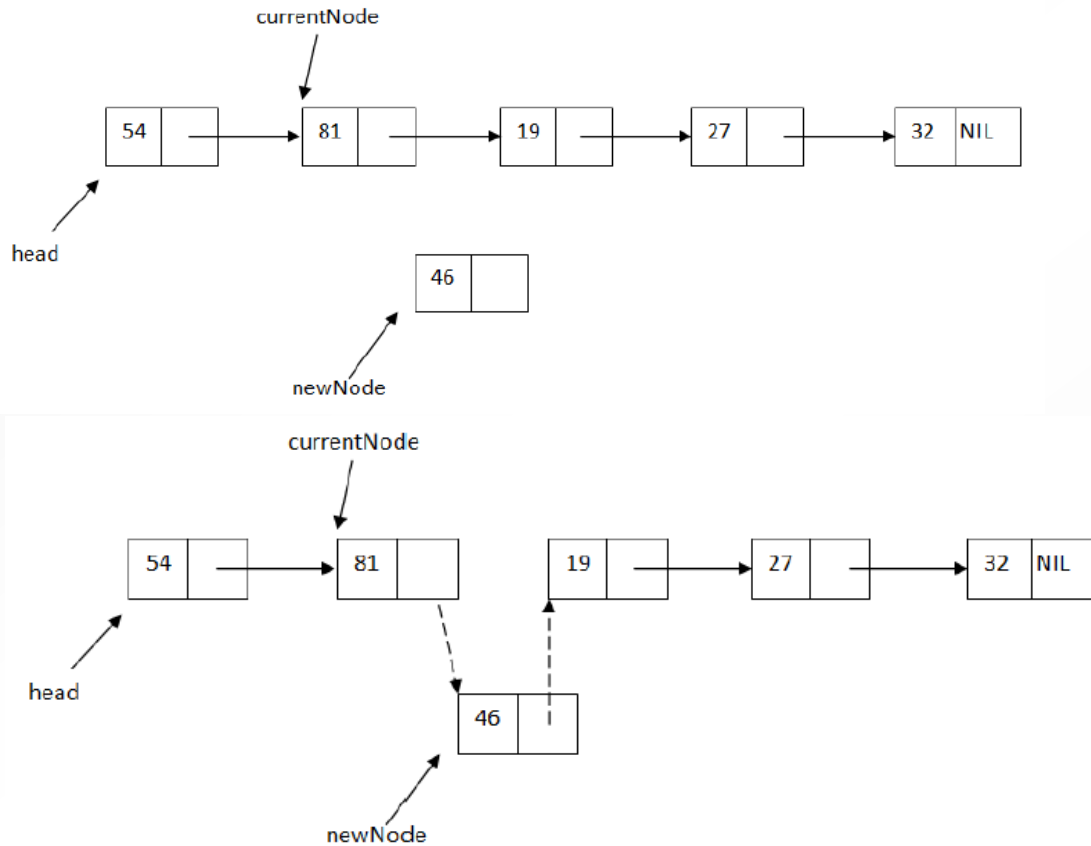 currentNode
54 81 19 27 32 NIL
head
46
newNode
currentNode
54 81 19 27 32 NIL
head
46
newNode